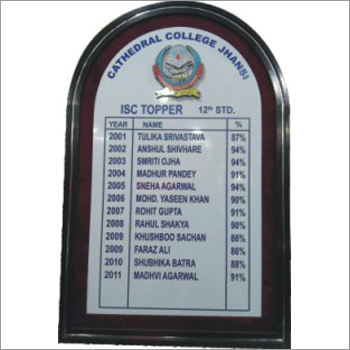 CATHEDRAL COLLEGE JHANSI
ISC TOPPER 12th STD.
YEAR NAME %
2001 TULIKA SRIVASTAVA 87%
2002 ANSHUL SHIVHARE 94%
2003 SMRITI OJHA 94%
2004 MADHUR PANDEY 91%
2005 SNEHA AGARWAL 94%
2006 MOHD. YASEEN KHAN 90%
2007 ROHIT GUPTA 91%
2008 RAHUL SHAKYA 90%
2009 KHUSHBOO SACHAN 86%
2009 FARAZ ALI 86%
2010 SHUBHIKA BATRA 88%
2011 MADHVI AGARWAL 91%